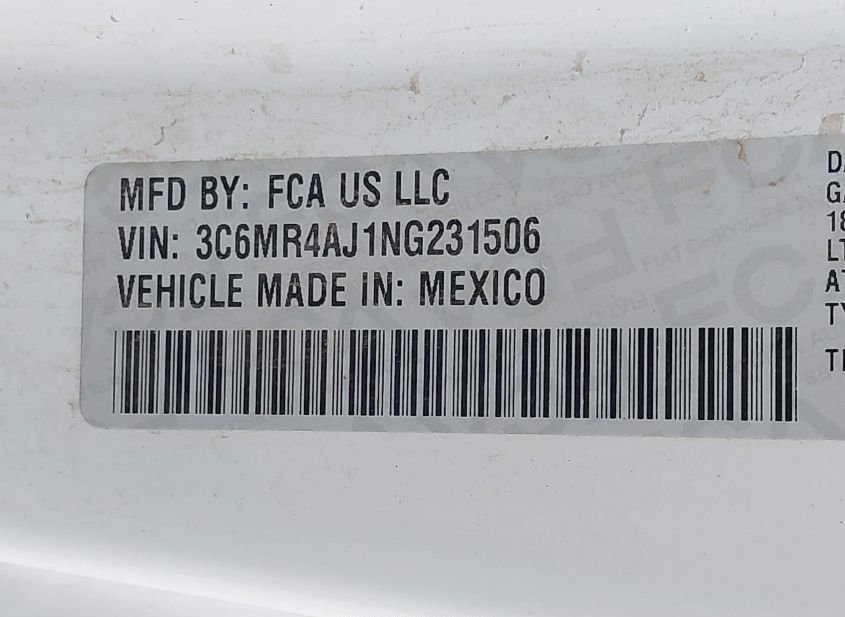 MFD BY: FCA US LLC
VIN: 3C6MR4AJ1NG231506
VEHICLE MADE IN: MEXICO